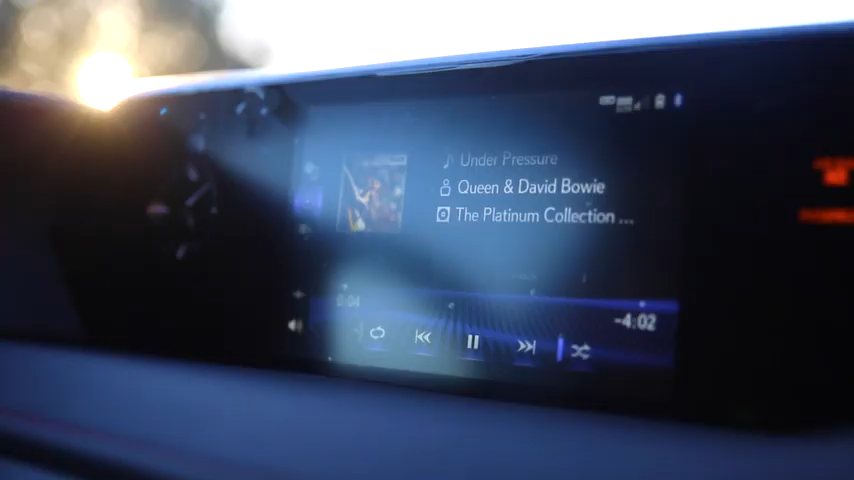 Under Pressure
Queen & David Bowie
The Platinum Collection ...
0:04
-4:02